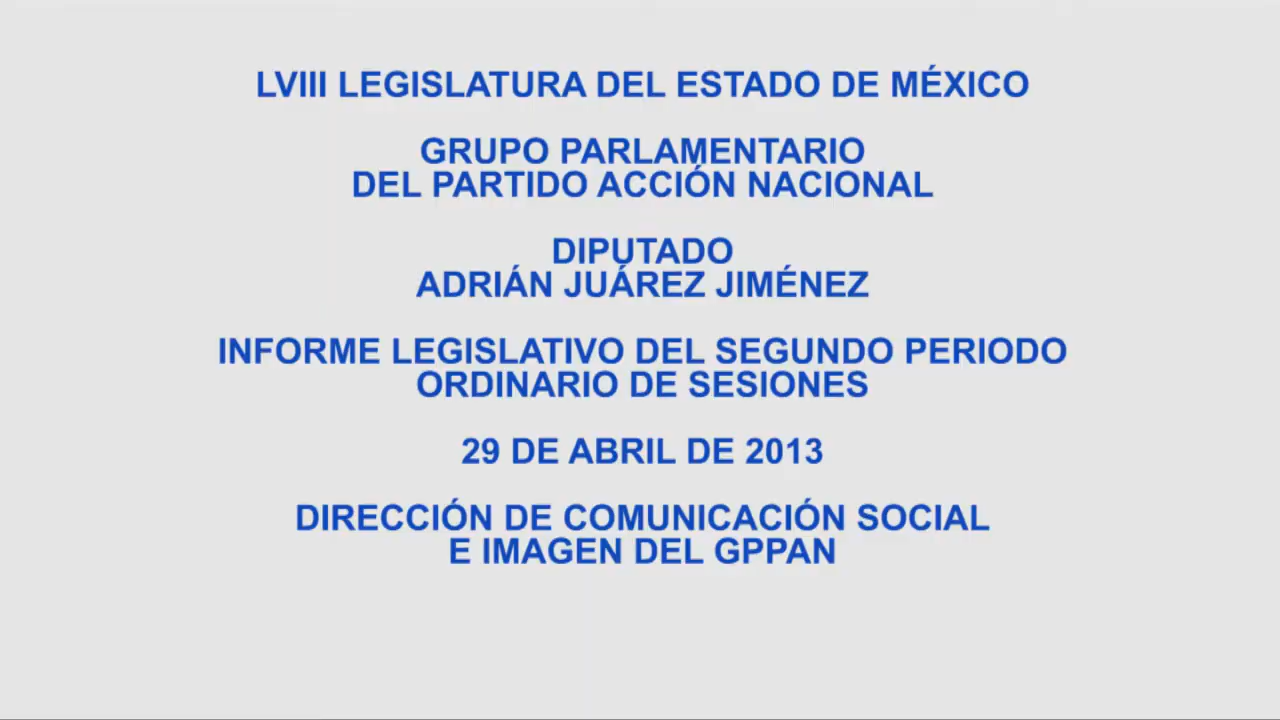 LVIII LEGISLATURA DEL ESTADO DE MÉXICO
GRUPO PARLAMENTARIO
DEL PARTIDO ACCIÓN NACIONAL
DIPUTADO
ADRIÁN JUÁREZ JIMÉNEZ
INFORME LEGISLATIVO DEL SEGUNDO PERIODO
ORDINARIO DE SESIONES
29 DE ABRIL DE 2013
DIRECCIÓN DE COMUNICACIÓN SOCIAL
E IMAGEN DEL GPPAN